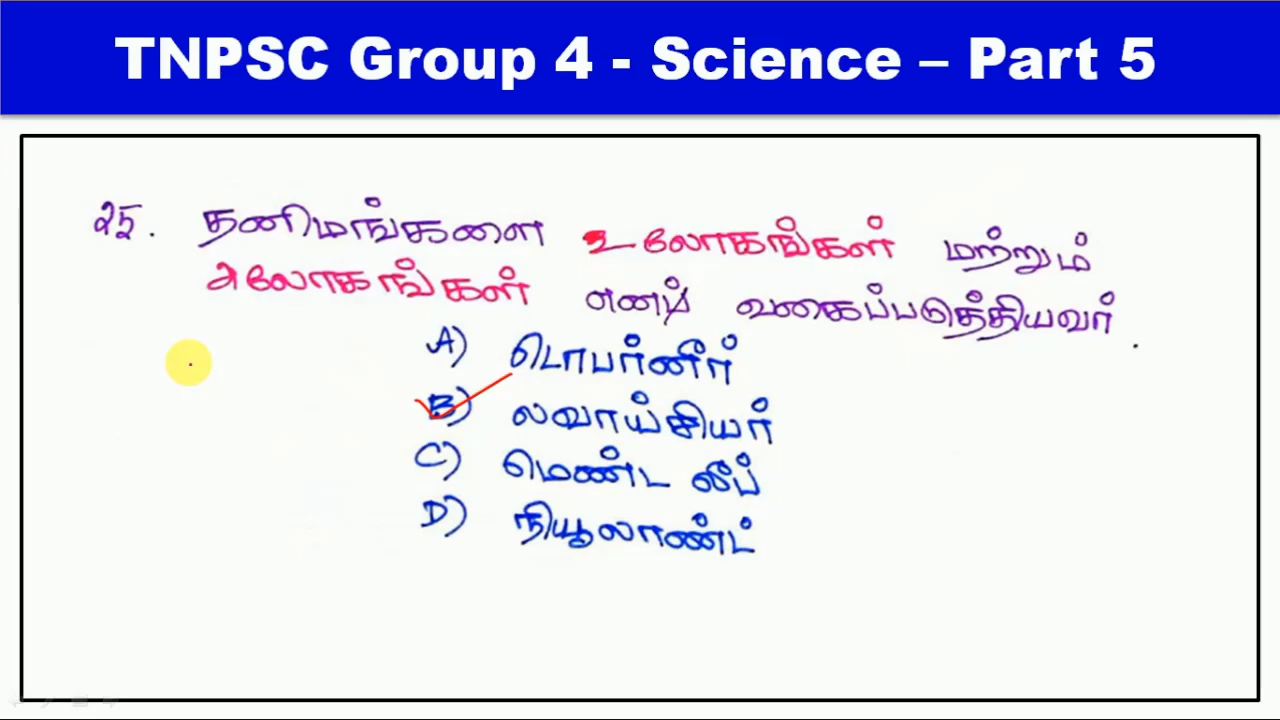 TNPSC Group 4 - Science – Part 5
25. தனிமங்களை உலோகங்கள் மற்றும்
அலோகங்கள் எனப் வகைப்படுத்தியவர்.
A) டொபர்னீர்
B) லவாய்சியர்
C) மெண்ட லீப்
D) நியூலாண்ட்